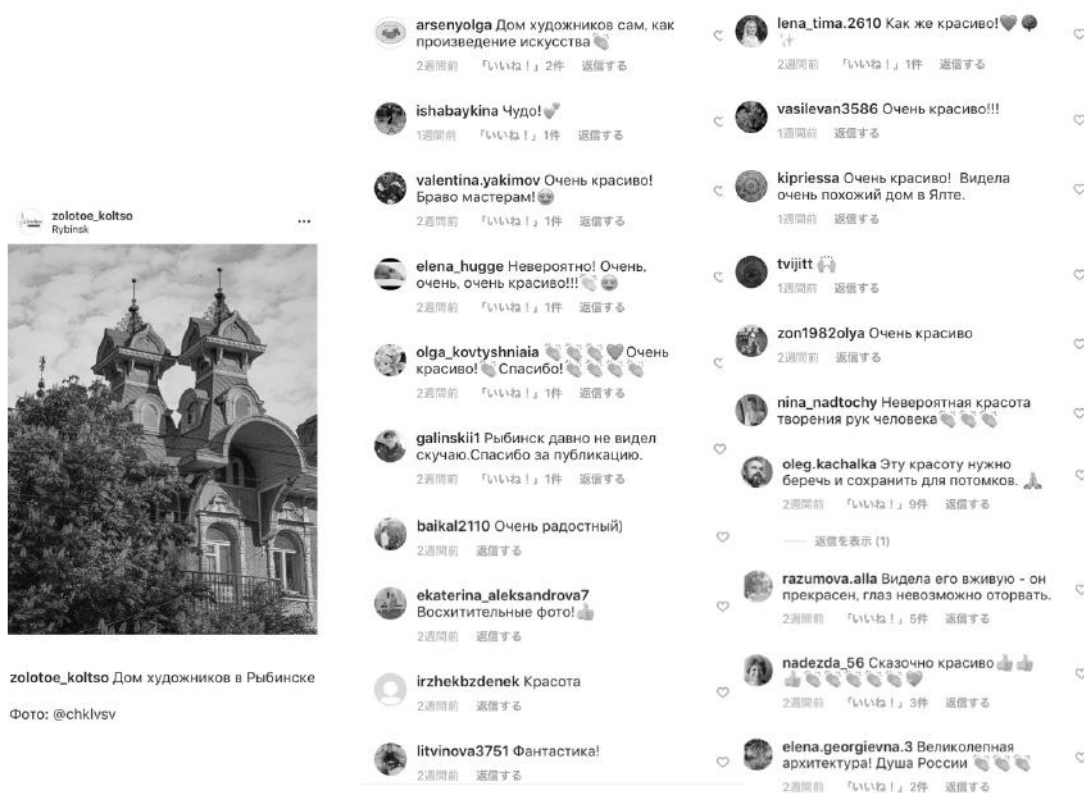 zolotoe_koltso
Rybinsk
zolotoe_koltso Дом художников в Рыбинске
Фото: @chklvsv
arsenyolga Дом художников сам, как
произведение искусства👏
2週間前 「いいね！」2件 返信する
ishabaykina Чудо!💕
1週間前 「いいね！」1件 返信する
valentina.yakimov Очень красиво!
Браво мастерам!😍
2週間前 「いいね！」1件 返信する
elena_hugge Невероятно! Очень,
очень, очень красиво!!!👏😍
2週間前 「いいね！」1件 返信する
olga_kovtyshniaia 👏👏👏❤️Очень
красиво!👏Спасибо!👏👏👏👏
2週間前 「いいね！」1件 返信する
galinskii1 Рыбинск давно не видел
скучаю.Спасибо за публикацию.
2週間前 「いいね！」1件 返信する
baikal2110 Очень радостный)
2週間前 返信する
ekaterina_aleksandrova7
Восхитительные фото!👍
2週間前 返信する
irzhekbzdenek Красота
2週間前 返信する
litvinova3751 Фантастика!
2週間前 返信する
lena_tima.2610 Как же красиво!❤️🌹
✨
2週間前 「いいね！」1件 返信する
vasilevan3586 Очень красиво!!!
1週間前 返信する
kipriessa Очень красиво! Видела
очень похожий дом в Ялте.
1週間前 返信する
tvijitt 🙌
1週間前 返信する
zon1982olya Очень красиво
2週間前 返信する
nina_nadtochy Невероятная красота
творения рук человека👏👏👏
oleg.kachalka Эту красоту нужно
беречь и сохранить для потомков. 🙏
2週間前 「いいね！」9件 返信する
返信を表示 (1)
razumova.alla Видела его вживую - он
прекрасен, глаз невозможно оторвать.
2週間前 「いいね！」5件 返信する
nadezda_56 Сказочно красиво👍👍
👍👏👏👏👏👏❤️
2週間前 「いいね！」3件 返信する
elena.georgievna.3 Великолепная
архитектура! Душа России 👏👏👏
2週間前 「いいね！」2件 返信する